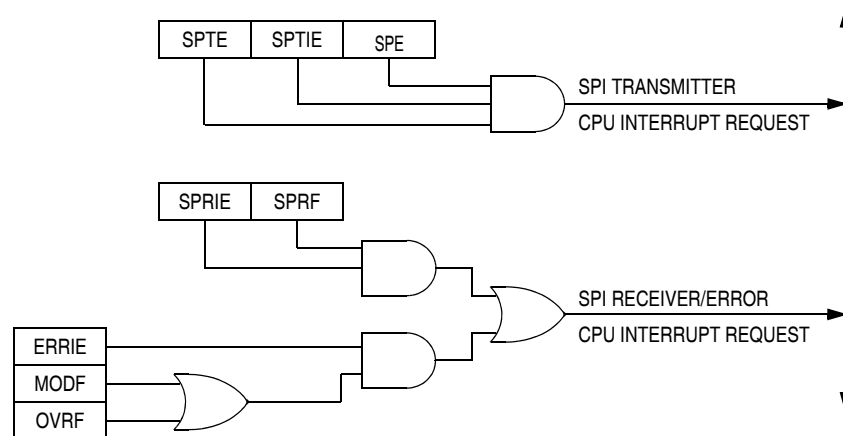 SPTE SPTIE SPE
SPI TRANSMITTER
CPU INTERRUPT REQUEST
SPRIE SPRF
SPI RECEIVER/ERROR
CPU INTERRUPT REQUEST
ERRIE
MODF
OVRF